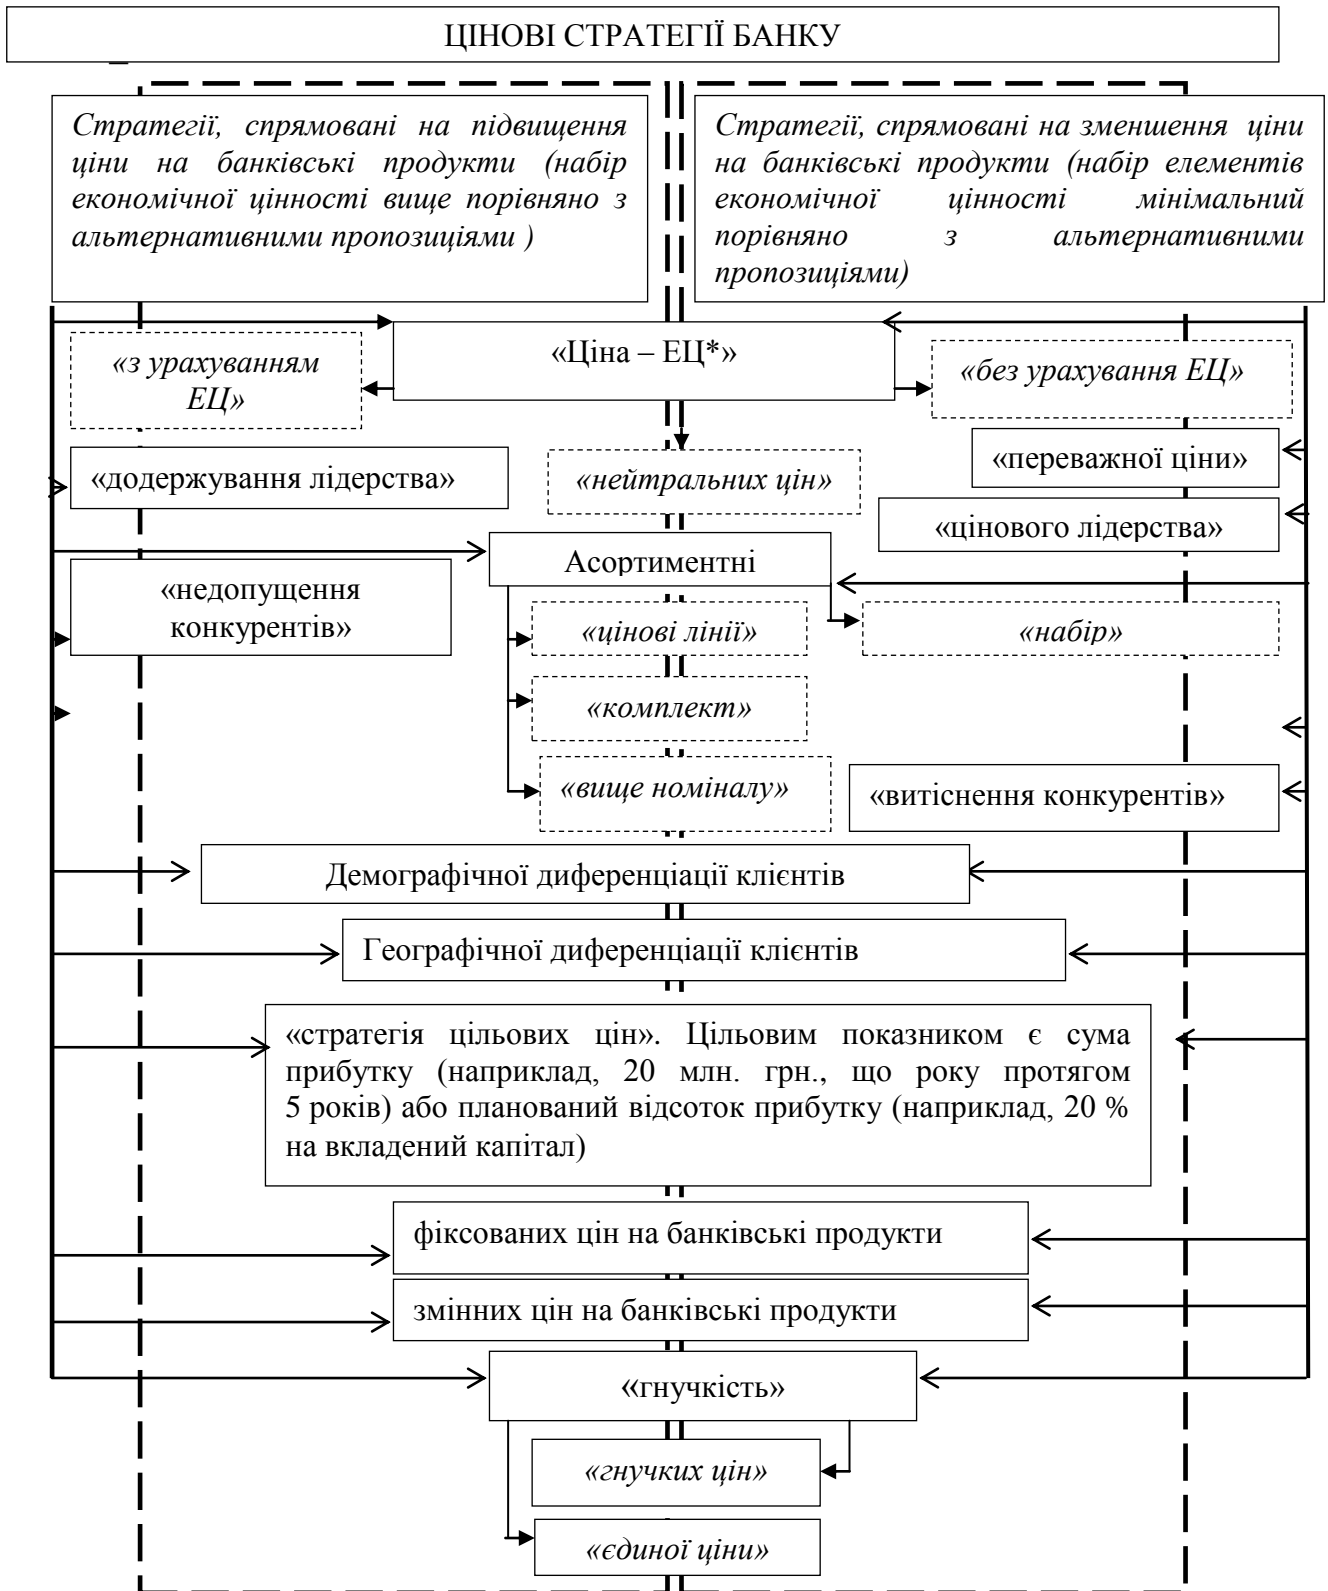 ЦІНОВІ СТРАТЕГІЇ БАНКУ
Стратегії, спрямовані на підвищення
ціни на банківські продукти (набір
економічної цінності вище порівняно з
альтернативними пропозиціями )
Стратегії, спрямовані на зменшення ціни
на банківські продукти (набір елементів
економічної цінності мінімальний
порівняно з альтернативними
пропозиціями)
«Ціна – ЕЦ*»
«з урахуванням
ЕЦ»
«без урахування ЕЦ»
«додержування лідерства»
«нейтральних цін»
«переважної ціни»
«цінового лідерства»
Асортиментні
«недопущення
конкурентів»
«цінові лінії»
«набір»
«комплект»
«вище номіналу»
«витіснення конкурентів»
Демографічної диференціації клієнтів
Географічної диференціації клієнтів
«стратегія цільових цін». Цільовим показником є сума
прибутку (наприклад, 20 млн. грн., що року протягом
5 років) або планований відсоток прибутку (наприклад, 20 %
на вкладений капітал)
фіксованих цін на банківські продукти
змінних цін на банківські продукти
«гнучкість»
«гнучких цін»
«єдиної ціни»